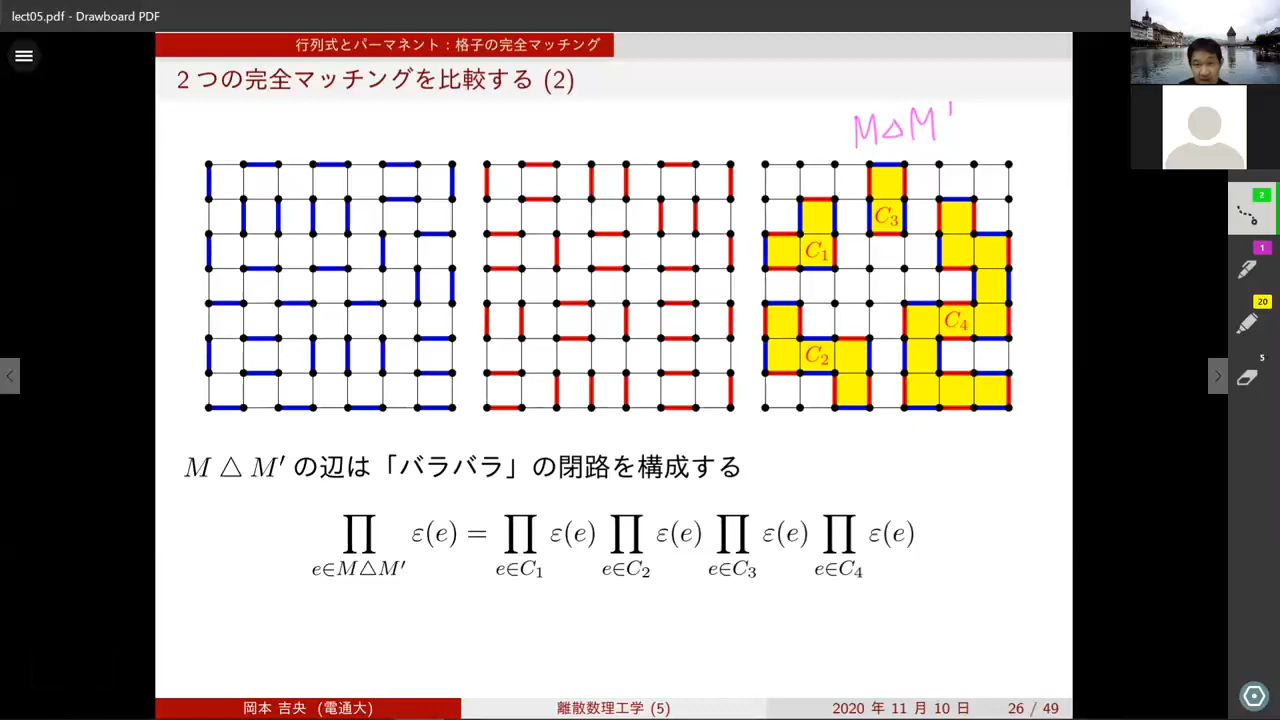 lect05.pdf - Drawboard PDF
行列式とパーマネント：格子の完全マッチング
2つの完全マッチングを比較する (2)
M△M'
C₃
C₁
C₄
C₂
M △ M′ の辺は「バラバラ」の閉路を構成する
∏ ε(e) = ∏ ε(e) ∏ ε(e) ∏ ε(e) ∏ ε(e)
e∈M△M′ e∈C₁ e∈C₂ e∈C₃ e∈C₄
岡本 吉央 (電通大)
離散数理工学 (5)
2020 年 11 月 10 日
26 / 49
2
1
20
5